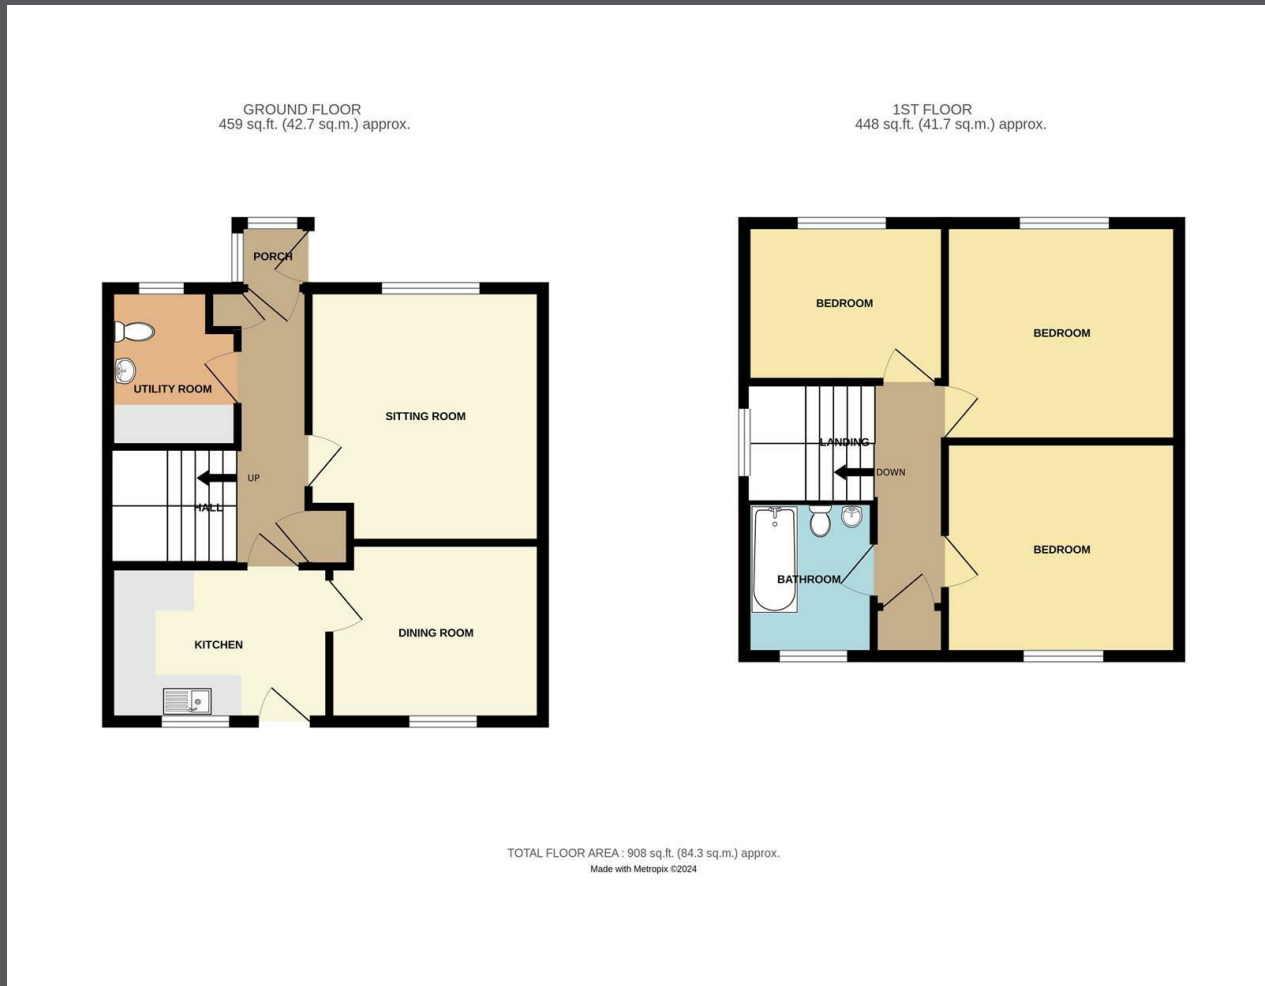 GROUND FLOOR
459 sq.ft. (42.7 sq.m.) approx.
PORCH
UTILITY ROOM
SITTING ROOM
UP
HALL
KITCHEN
DINING ROOM
1ST FLOOR
448 sq.ft. (41.7 sq.m.) approx.
BEDROOM
BEDROOM
LANDING
DOWN
BEDROOM
BATHROOM
TOTAL FLOOR AREA : 908 sq.ft. (84.3 sq.m.) approx.
Made with Metropix ©2024